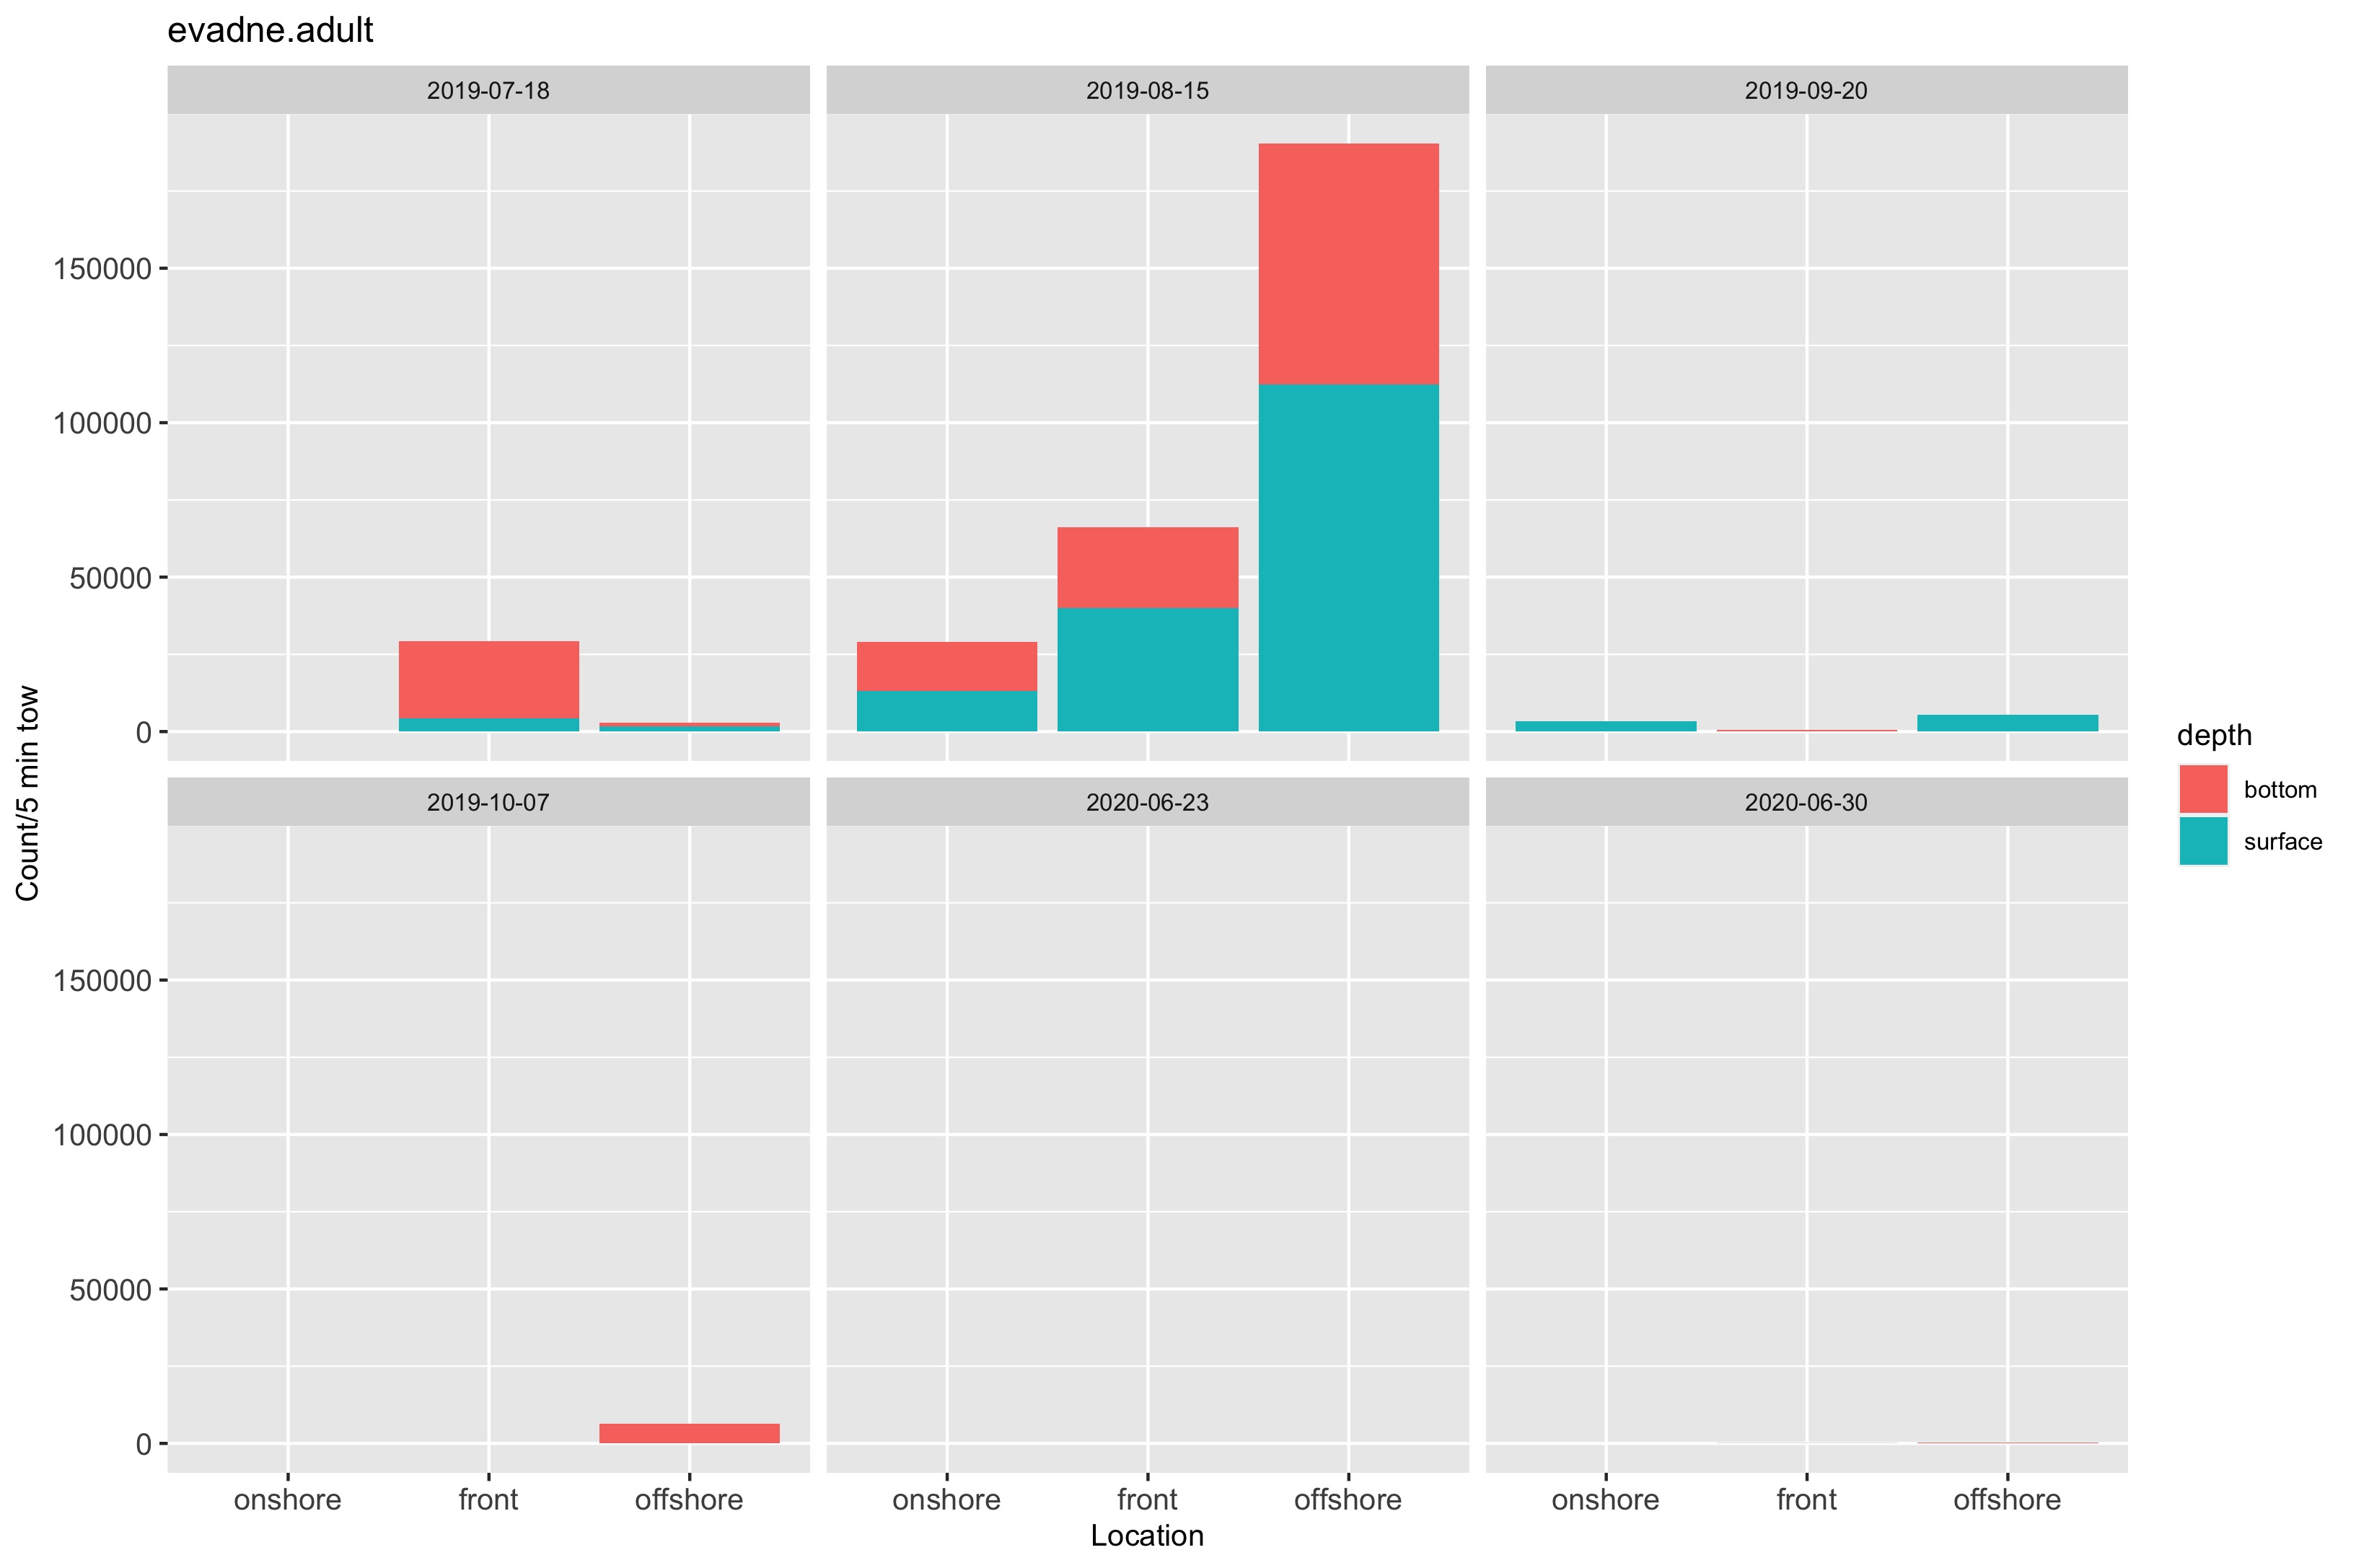 evadne.adult
2019-07-18
2019-08-15
2019-09-20
150000
100000
50000
0
2019-10-07
2020-06-23
2020-06-30
150000
100000
50000
0
onshore front offshore
onshore front offshore
onshore front offshore
Location
Count/5 min tow
depth
bottom
surface